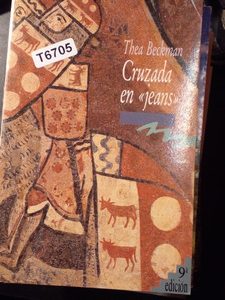 T6705
Thea Beckman
Cruzada
en «jeans»
9ª
edición